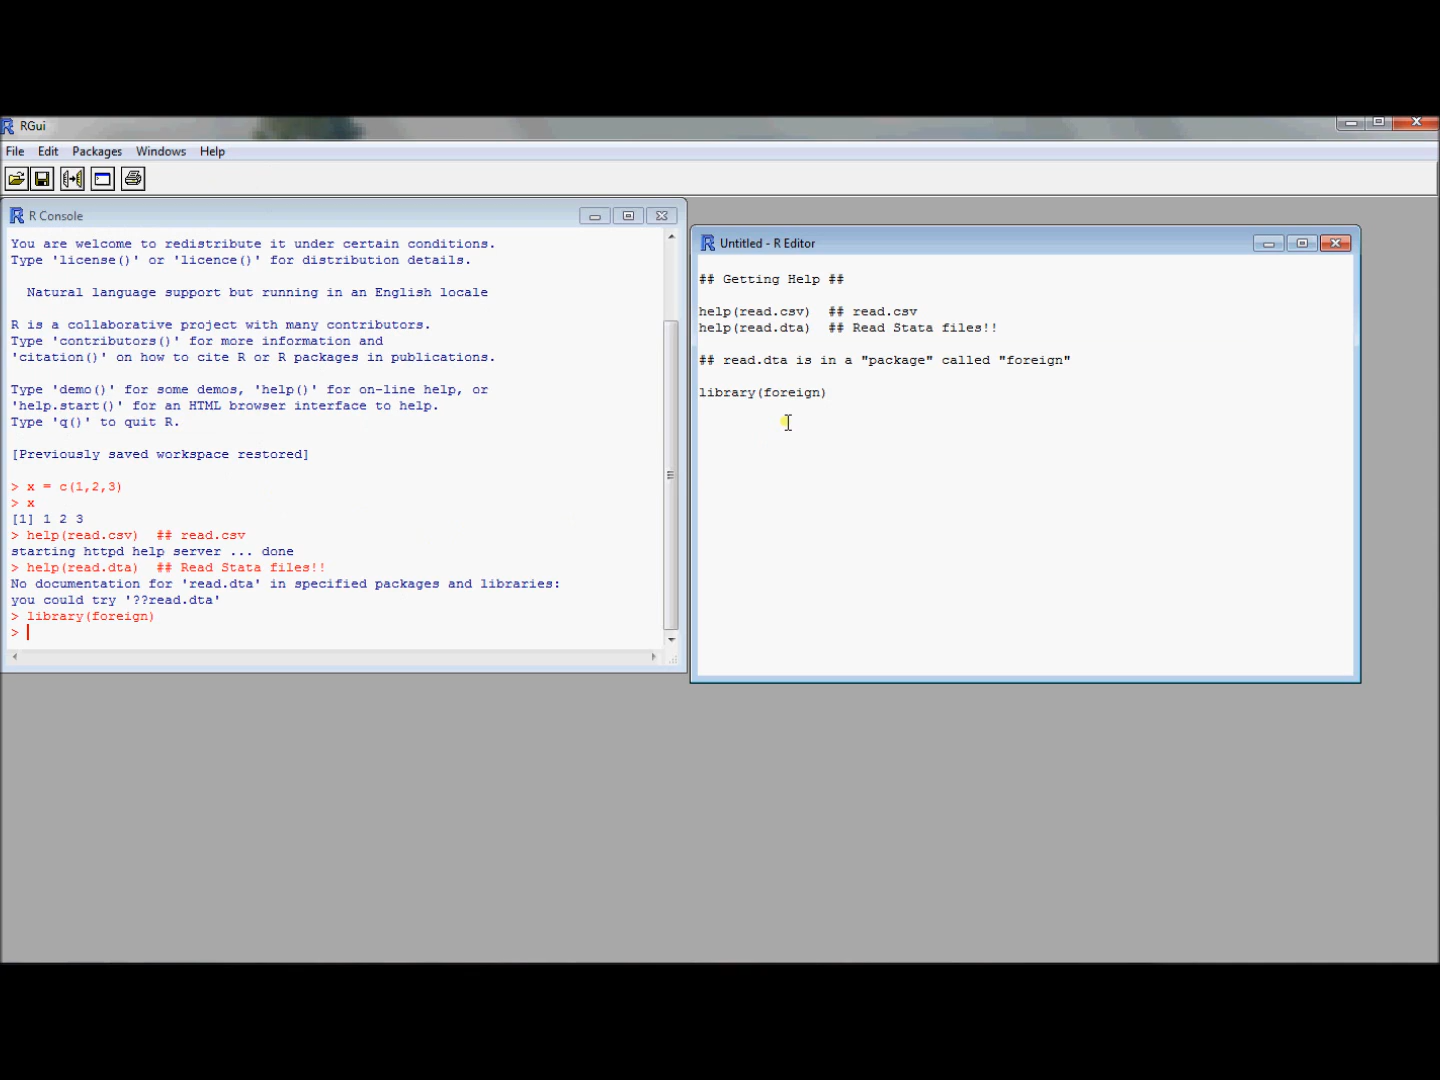 RGui
File Edit Packages Windows Help
R Console
You are welcome to redistribute it under certain conditions.
Type 'license()' or 'licence()' for distribution details.
Natural language support but running in an English locale
R is a collaborative project with many contributors.
Type 'contributors()' for more information and
'citation()' on how to cite R or R packages in publications.
Type 'demo()' for some demos, 'help()' for on-line help, or
'help.start()' for an HTML browser interface to help.
Type 'q()' to quit R.
[Previously saved workspace restored]
> x = c(1,2,3)
> x
[1] 1 2 3
> help(read.csv)  ## read.csv
starting httpd help server ... done
> help(read.dta)  ## Read Stata files!!
No documentation for 'read.dta' in specified packages and libraries:
you could try '??read.dta'
> library(foreign)
>
Untitled - R Editor
## Getting Help ##
help(read.csv)  ## read.csv
help(read.dta)  ## Read Stata files!!
## read.dta is in a "package" called "foreign"
library(foreign)